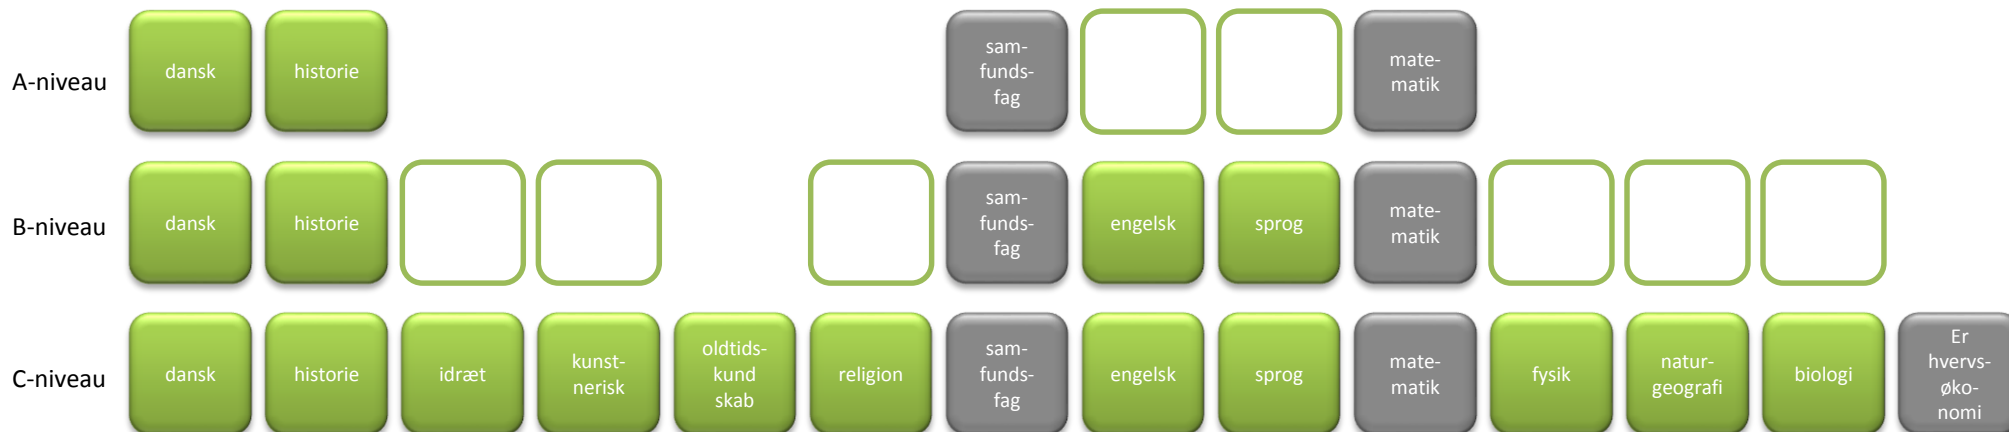 A-niveau
dansk
historie
sam-
funds-
fag
mate-
matik
B-niveau
dansk
historie
sam-
funds-
fag
engelsk
sprog
mate-
matik
C-niveau
dansk
historie
idræt
kunst-
nerisk
oldtids-
kund
skab
religion
sam-
funds-
fag
engelsk
sprog
mate-
matik
fysik
natur-
geografi
biologi
Er
hvervs-
øko-
nomi